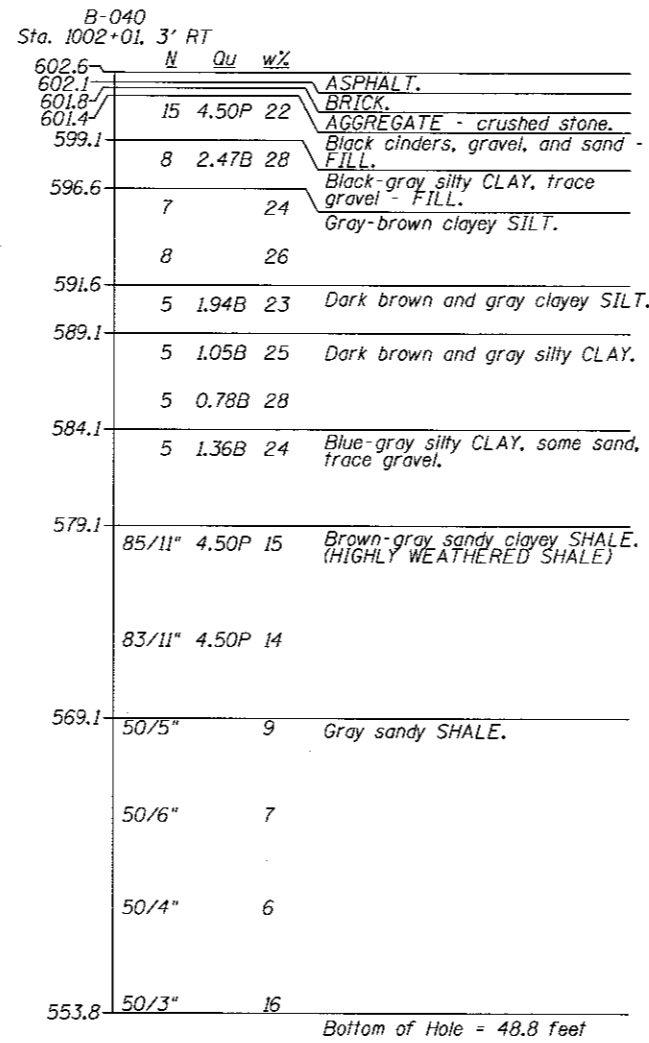 B-040
Sta. 1002+01, 3' RT
N Qu w%
602.6
602.1 ASPHALT.
601.8 BRICK.
601.4 15 4.50P 22 AGGREGATE - crushed stone.
599.1 Black cinders, gravel, and sand -
8 2.47B 28 FILL.
596.6 Black-gray silty CLAY, trace
gravel - FILL.
7 24 Gray-brown clayey SILT.
8 26
591.6
5 1.94B 23 Dark brown and gray clayey SILT.
589.1
5 1.05B 25 Dark brown and gray silty CLAY.
5 0.78B 28
584.1
5 1.36B 24 Blue-gray silty CLAY, some sand,
trace gravel.
579.1
85/11" 4.50P 15 Brown-gray sandy clayey SHALE.
(HIGHLY WEATHERED SHALE)
83/11" 4.50P 14
569.1
50/5" 9 Gray sandy SHALE.
50/6" 7
50/4" 6
553.8 50/3" 16
Bottom of Hole = 48.8 feet